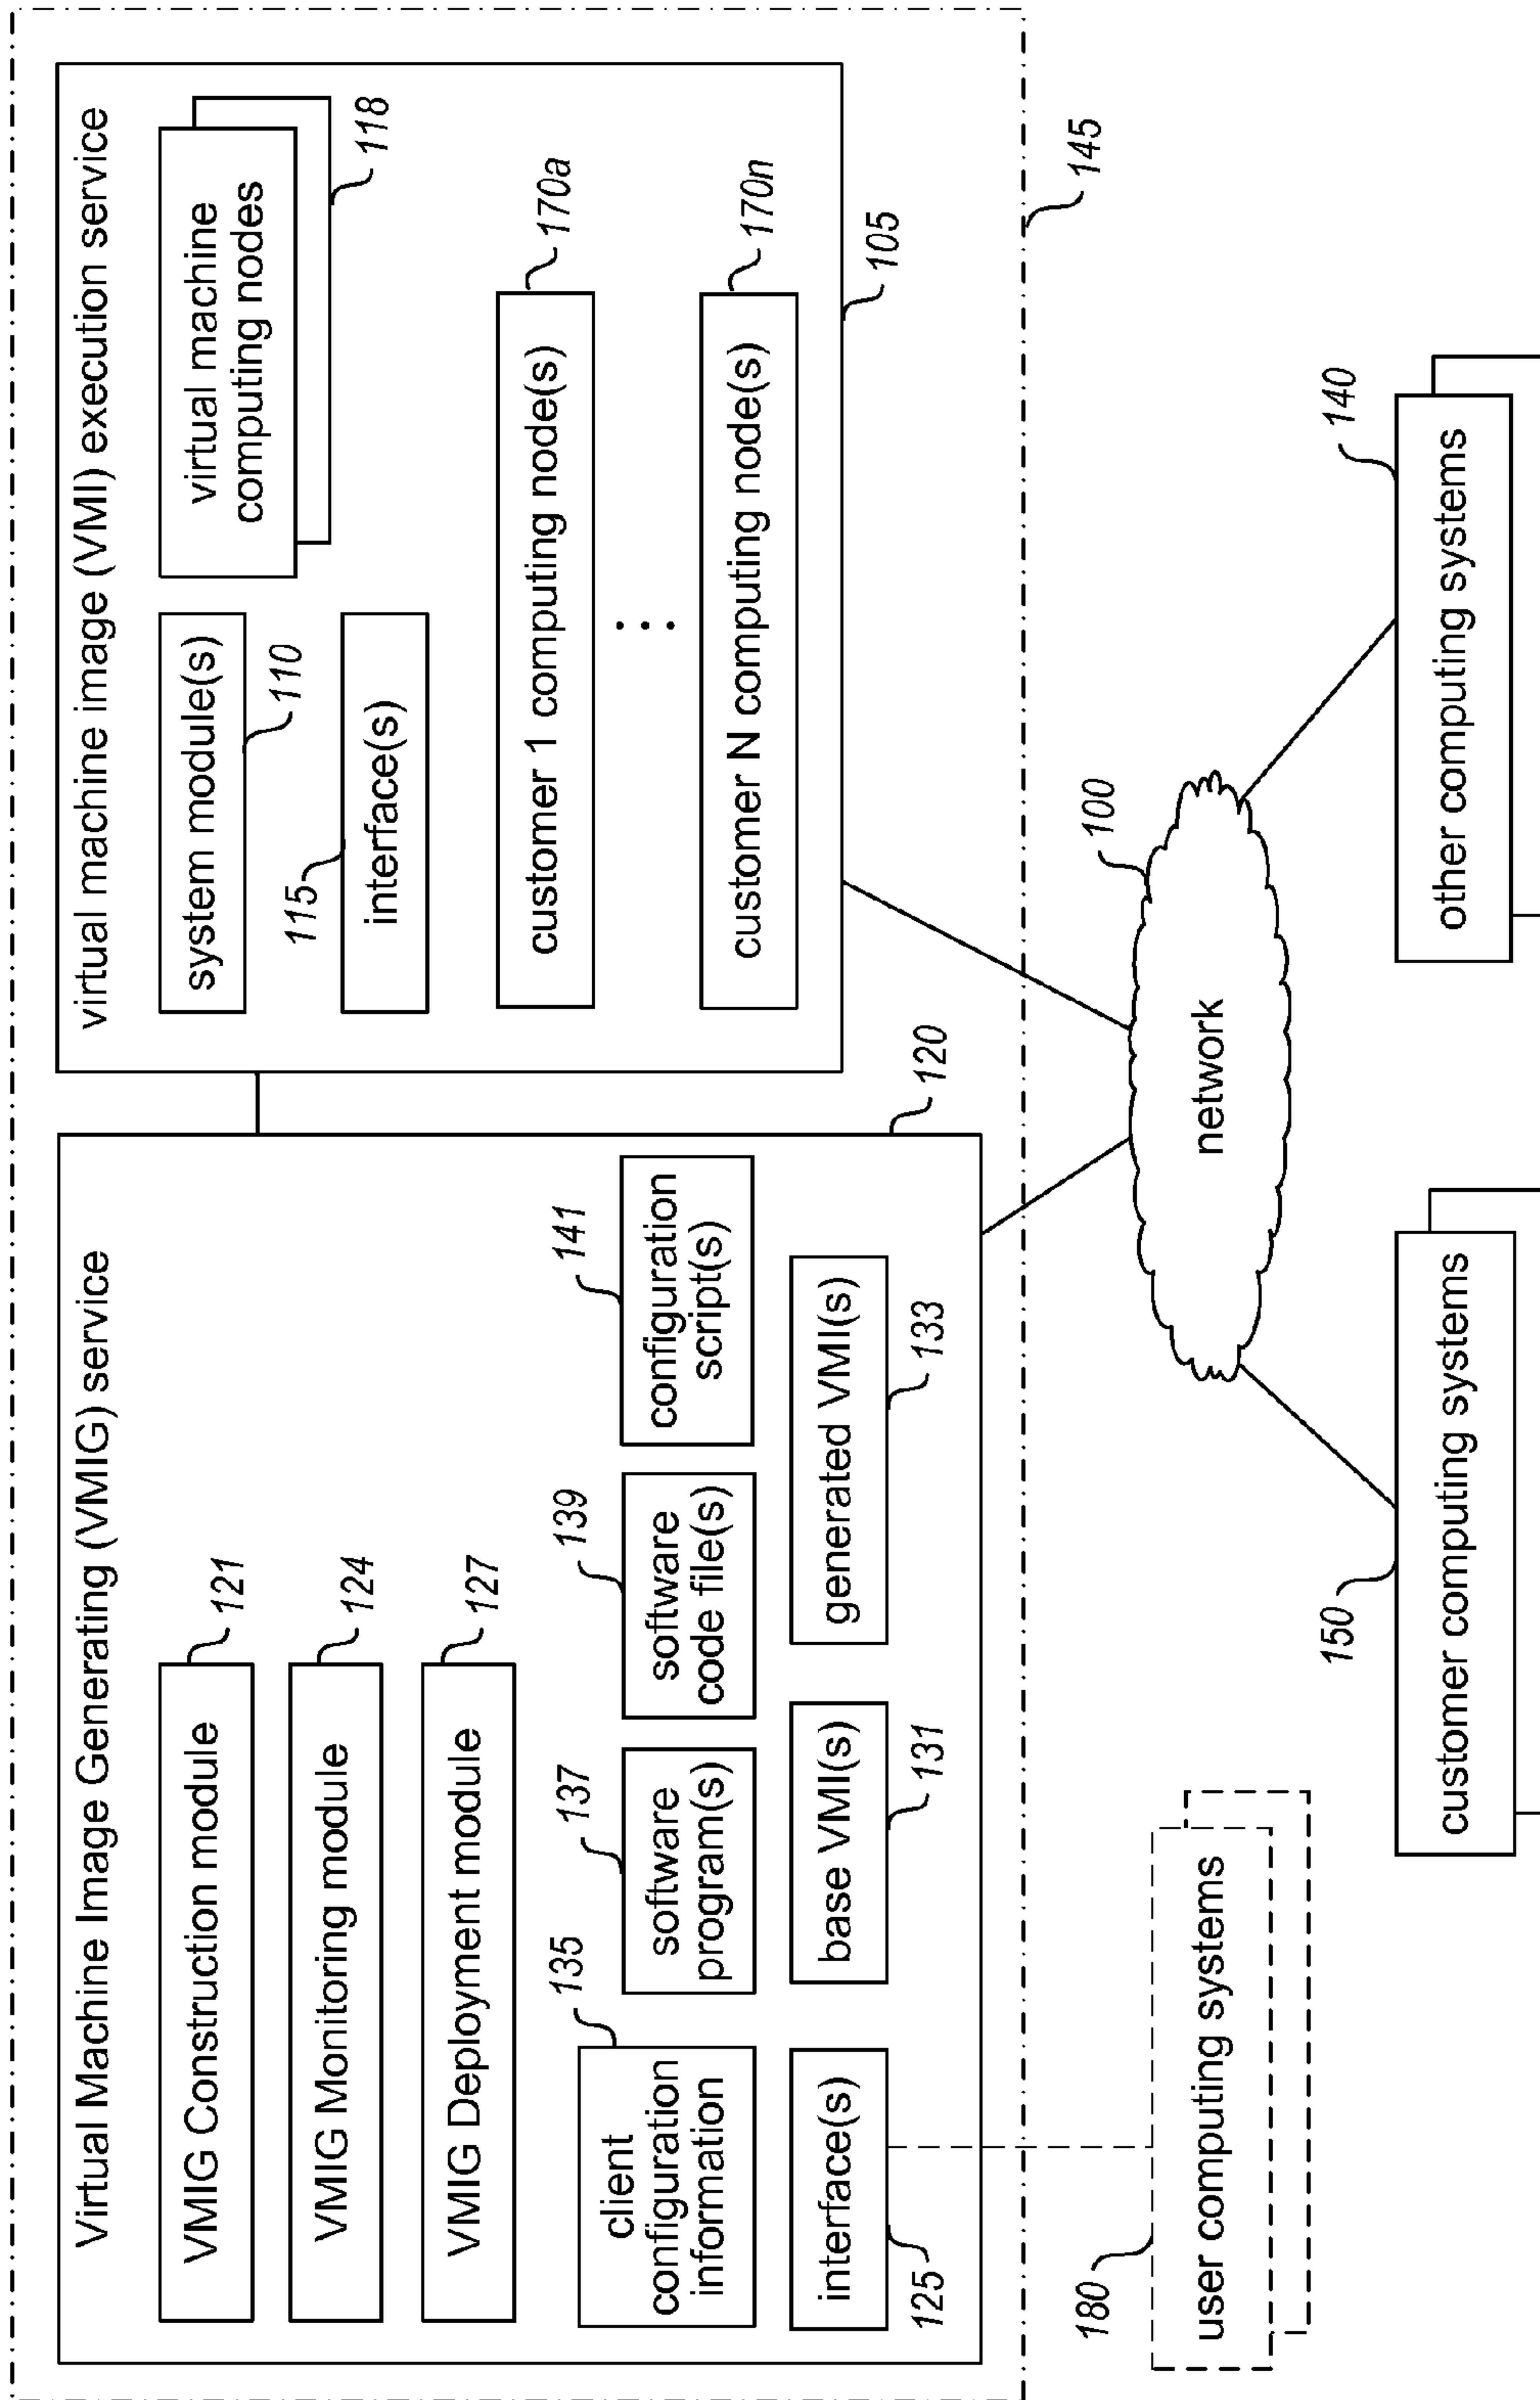 Virtual Machine Image Generating (VMIG) service
VMIG Construction module
121
VMIG Monitoring module
124
VMIG Deployment module
127
client
configuration
information
135
software
program(s)
137
software
code file(s)
139
configuration
script(s)
141
interface(s)
125
base VMI(s)
131
generated VMI(s)
133
120
virtual machine image (VMI) execution service
system module(s)
110
virtual machine
computing nodes
118
115
interface(s)
customer 1 computing node(s)
170a
...
customer N computing node(s)
170n
105
145
100
network
180
user computing systems
150
customer computing systems
140
other computing systems